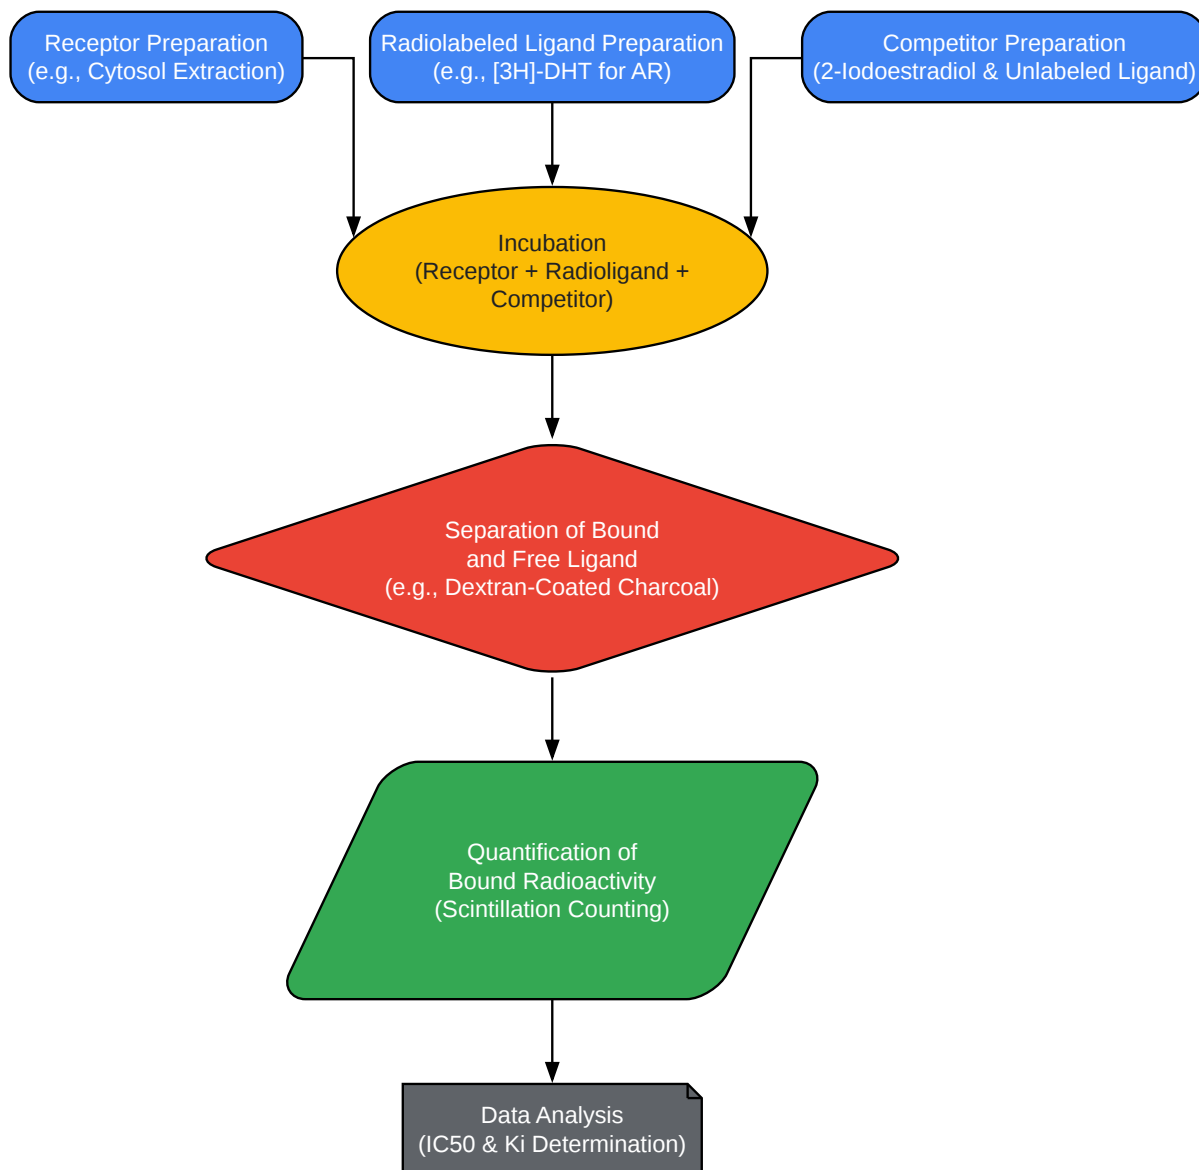 Receptor Preparation
(e.g., Cytosol Extraction)
Radiolabeled Ligand Preparation
(e.g., [3H]-DHT for AR)
Competitor Preparation
(2-Iodoestradiol & Unlabeled Ligand)
Incubation
(Receptor + Radioligand +
Competitor)
Separation of Bound
and Free Ligand
(e.g., Dextran-Coated Charcoal)
Quantification of
Bound Radioactivity
(Scintillation Counting)
Data Analysis
(IC50 & Ki Determination)